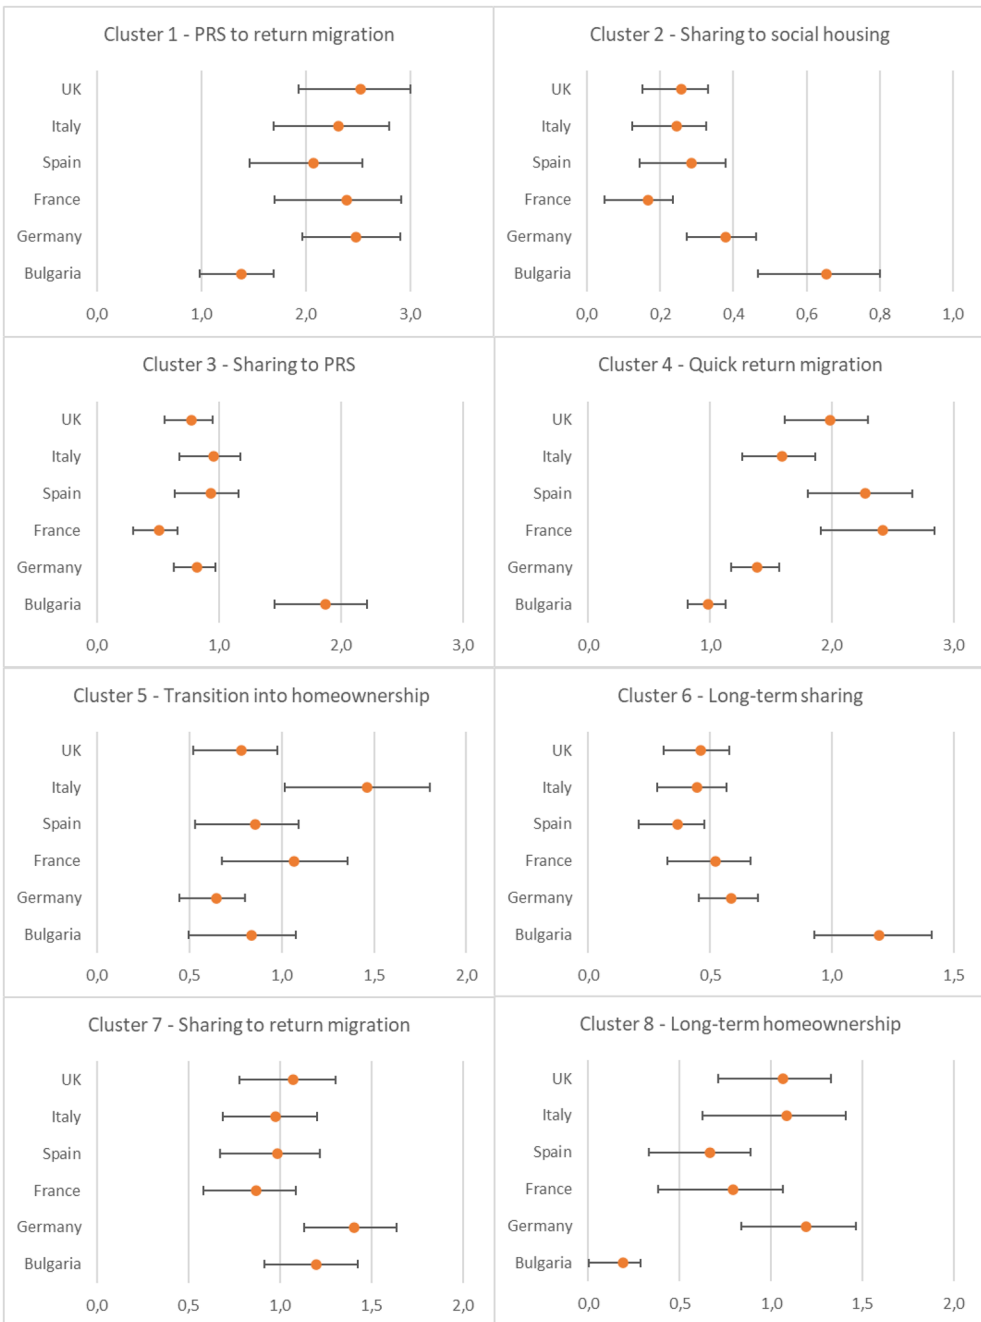 Cluster 1 - PRS to return migration
UK
Italy
Spain
France
Germany
Bulgaria
0,0 1,0 2,0 3,0
Cluster 2 - Sharing to social housing
UK
Italy
Spain
France
Germany
Bulgaria
0,0 0,2 0,4 0,6 0,8 1,0
Cluster 3 - Sharing to PRS
UK
Italy
Spain
France
Germany
Bulgaria
0,0 1,0 2,0 3,0
Cluster 4 - Quick return migration
UK
Italy
Spain
France
Germany
Bulgaria
0,0 1,0 2,0 3,0
Cluster 5 - Transition into homeownership
UK
Italy
Spain
France
Germany
Bulgaria
0,0 0,5 1,0 1,5 2,0
Cluster 6 - Long-term sharing
UK
Italy
Spain
France
Germany
Bulgaria
0,0 0,5 1,0 1,5
Cluster 7 - Sharing to return migration
UK
Italy
Spain
France
Germany
Bulgaria
0,0 0,5 1,0 1,5 2,0
Cluster 8 - Long-term homeownership
UK
Italy
Spain
France
Germany
Bulgaria
0,0 0,5 1,0 1,5 2,0